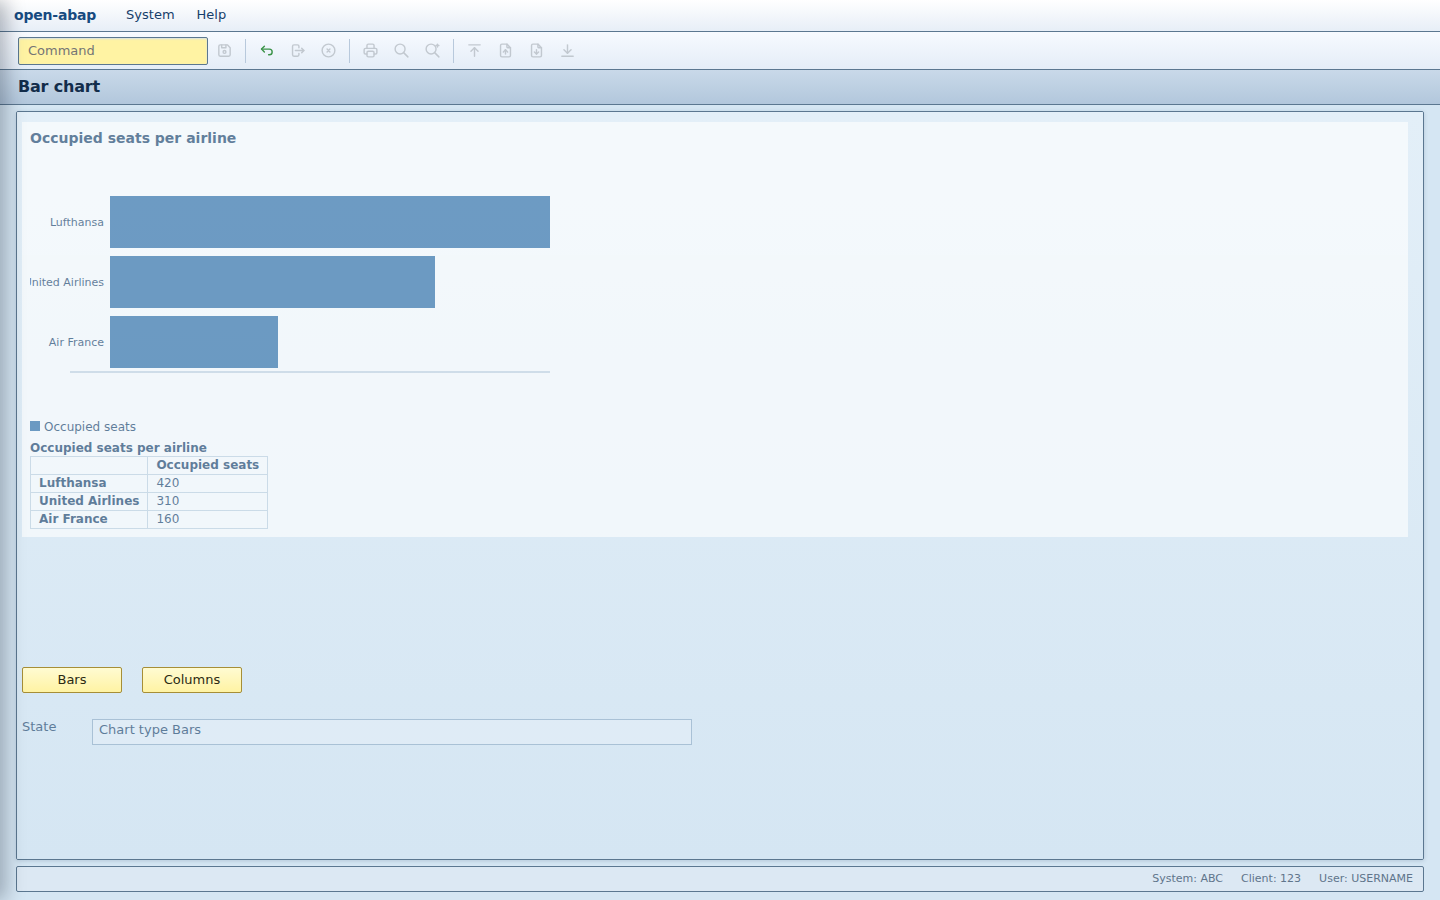 open-abap System Help
Command
Bar chart
Occupied seats per airline
Lufthansa
United Airlines
Air France
Occupied seats
Occupied seats per airline
Occupied seats
Lufthansa 420
United Airlines 310
Air France 160
Bars Columns
State Chart type Bars
System: ABC Client: 123 User: USERNAME